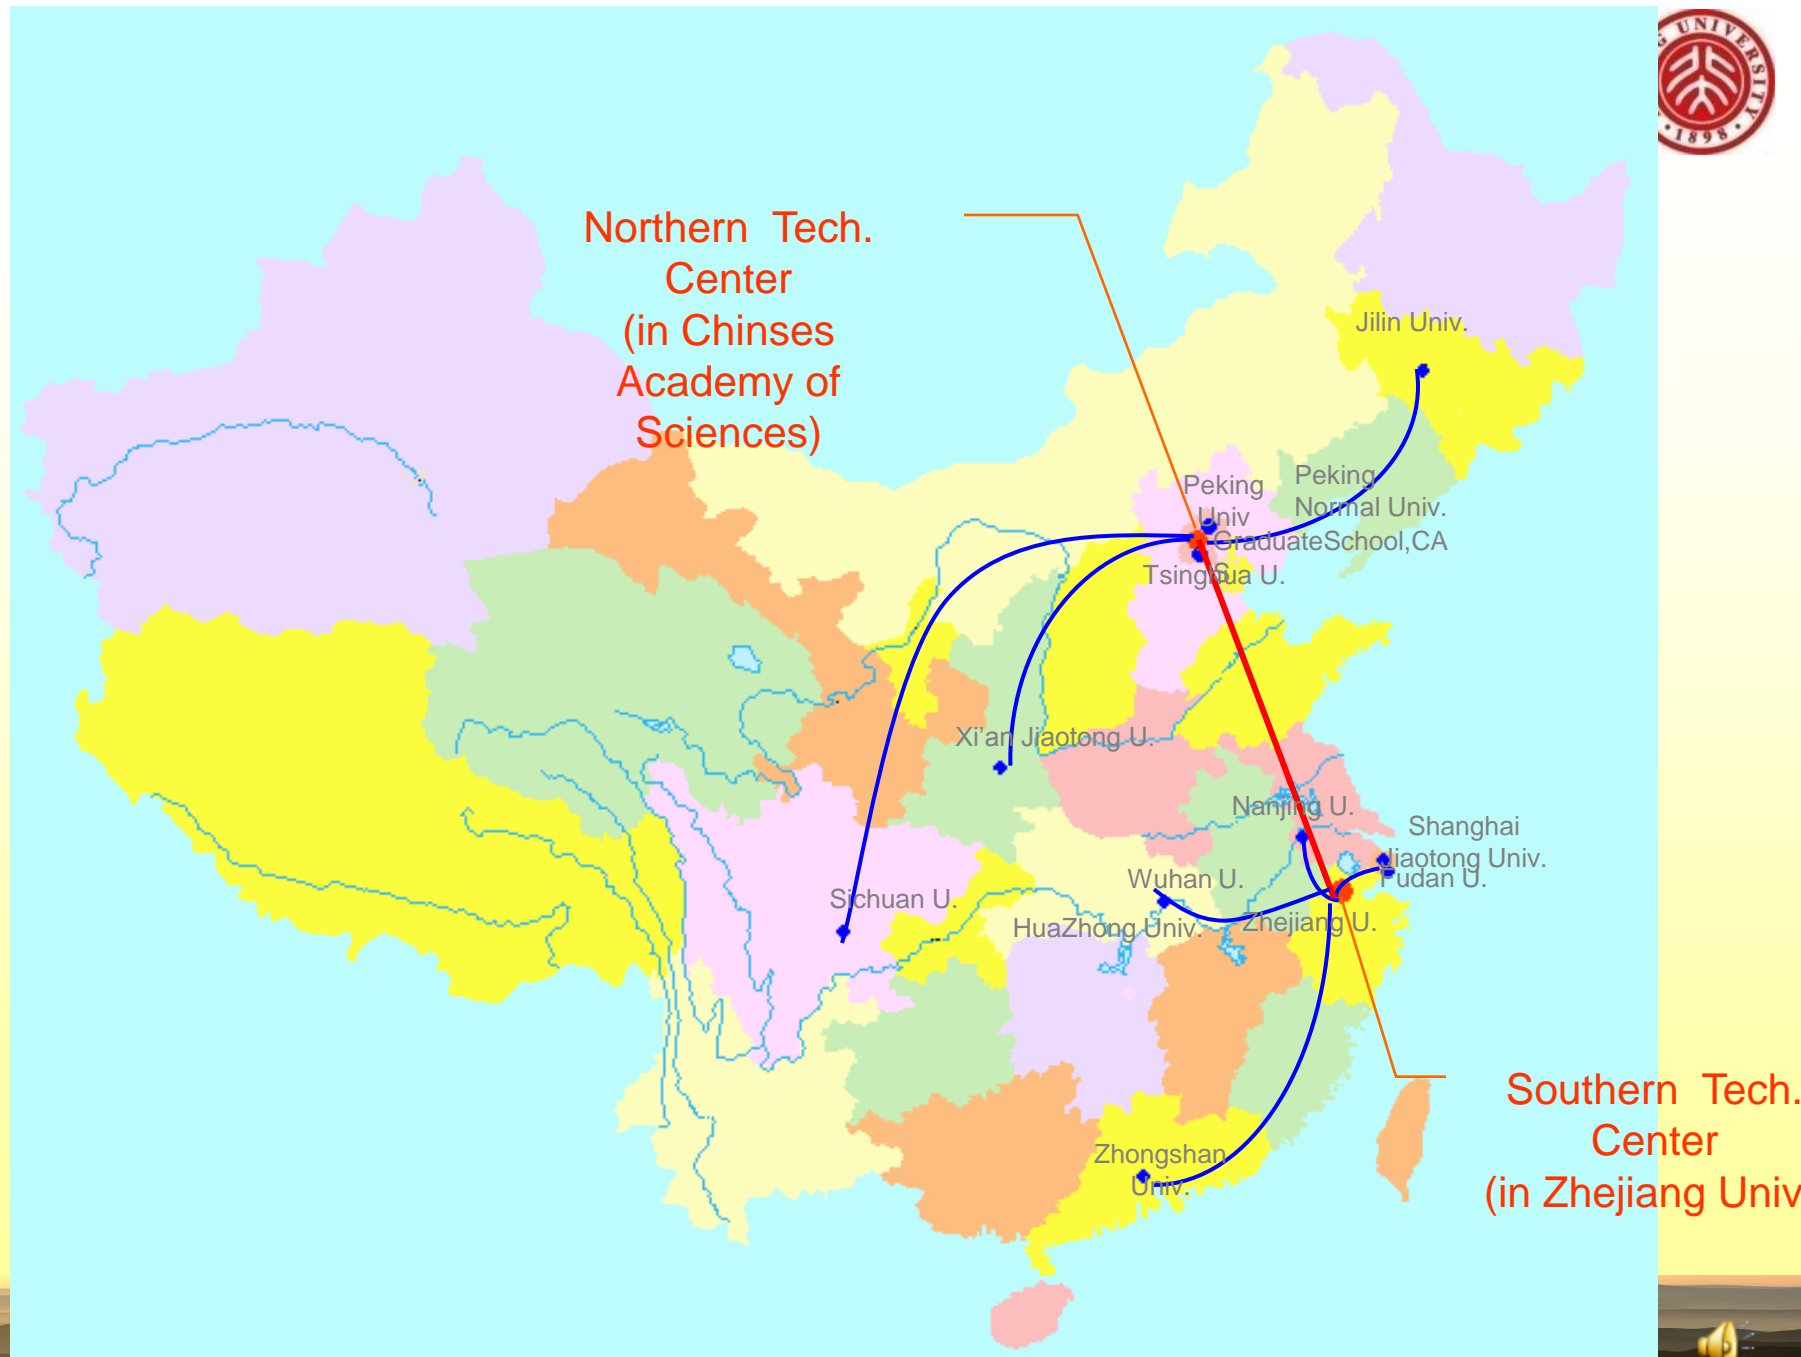 G UNIVERSITY
· 1898 ·
Northern Tech.
Center
(in Chinses
Academy of
Sciences)
Jilin Univ.
Peking
Univ
Peking
Normal Univ.
GraduateSchool,CA
S
Tsinghua U.
Xi'an Jiaotong U.
Nanjing U.
Shanghai
Jiaotong Univ.
Fudan U.
Wuhan U.
Sichuan U.
HuaZhong Univ.
Zhejiang U.
Zhongshan
Univ.
Southern Tech.
Center
(in Zhejiang Univ